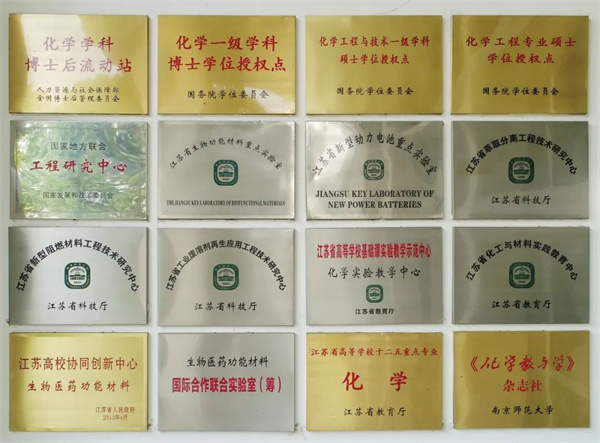 化学学科
博士后流动站
人力资源与社会保障部
全国博士后管理委员会
化学一级学科
博士学位授权点
国务院学位委员会
化学工程与技术一级学科
硕士学位授权点
国务院学位委员会
化学工程专业硕士
学位授权点
国务院学位委员会
国家地方联合
工程研究中心
国家发展和改革委员会
江苏省生物功能材料重点实验室
THE JIANGSU KEY LABORATORY OF BIOFUNCTIONAL MATERIALS
江苏省新型动力电池重点实验室
JIANGSU KEY LABORATORY OF
NEW POWER BATTERIES
江苏省萃取分离工程技术研究中心
江苏省科技厅
江苏省新型阻燃材料工程技术研究中心
江苏省科技厅
江苏省工业废溶剂再生应用工程技术研究中心
江苏省科技厅
江苏省高等学校基础课实验教学示范中心
化学实验教学中心
江苏省教育厅
江苏省化工与材料实践教育中心
江苏省教育厅
江苏高校协同创新中心
生物医药功能材料
江苏省人民政府
2013年4月
生物医药功能材料
国际合作联合实验室(筹)
江苏省高等学校十二五重点专业
化学
江苏省教育厅
《化学教与学》
杂志社
南京师范大学